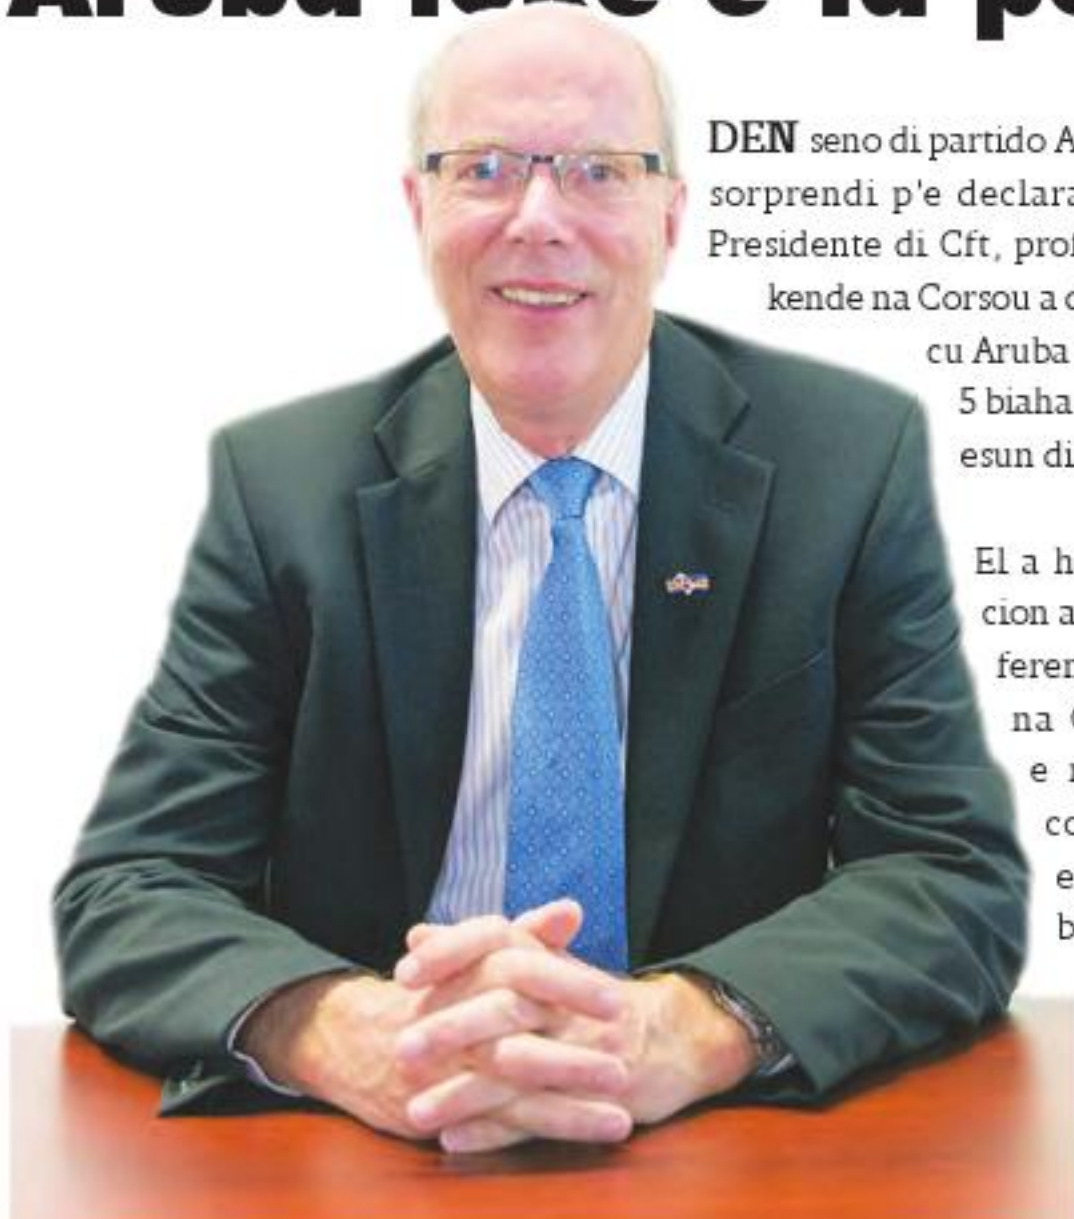 Aruba
DEN seno di partido A
sorprendi p'e declara
Presidente di Cft, prof
kende na Corsou a
cu Aruba
5 biaha
esun di
El a h
cion a
feren
na
e
co
e
b